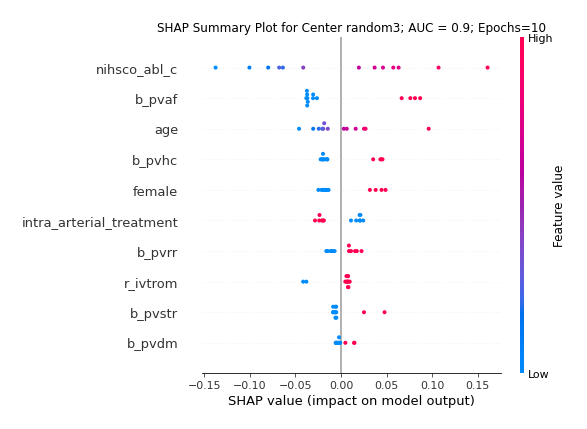 SHAP Summary Plot for Center random3; AUC = 0.9; Epochs=10
High
nihsco_abl_c
b_pvaf
age
b_pvhc
female
intra_arterial_treatment
b_pvrr
r_ivtrom
b_pvstr
b_pvdm
Feature value
Low
−0.15 −0.10 −0.05 0.00 0.05 0.10 0.15
SHAP value (impact on model output)